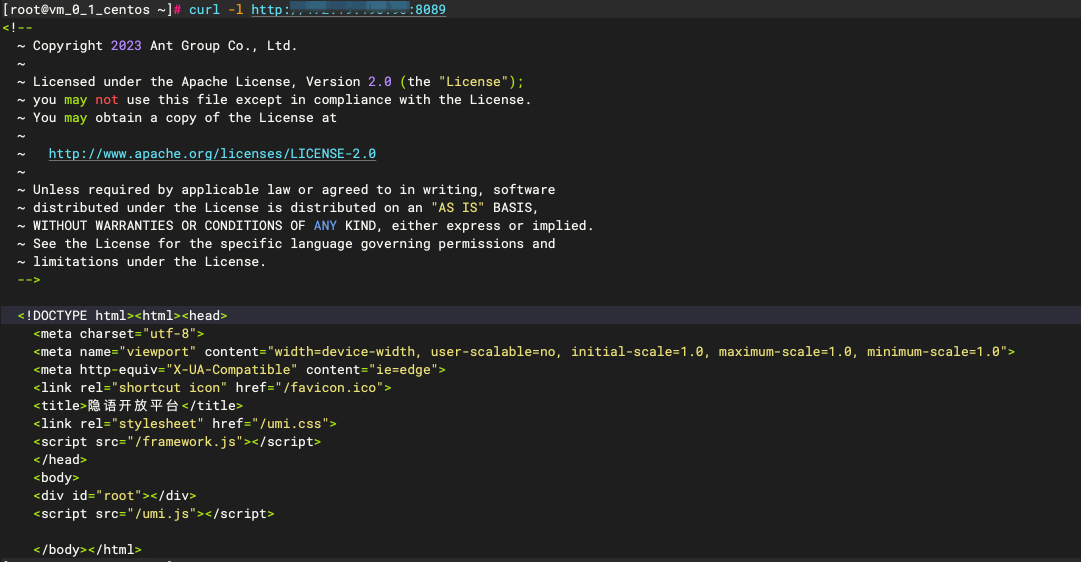 [root@vm_0_1_centos ~]# curl -l http:// :8089
<!--
~ Copyright 2023 Ant Group Co., Ltd.
~
~ Licensed under the Apache License, Version 2.0 (the "License");
~ you may not use this file except in compliance with the License.
~ You may obtain a copy of the License at
~
~   http://www.apache.org/licenses/LICENSE-2.0
~
~ Unless required by applicable law or agreed to in writing, software
~ distributed under the License is distributed on an "AS IS" BASIS,
~ WITHOUT WARRANTIES OR CONDITIONS OF ANY KIND, either express or implied.
~ See the License for the specific language governing permissions and
~ limitations under the License.
-->
<!DOCTYPE html><html><head>
<meta charset="utf-8">
<meta name="viewport" content="width=device-width, user-scalable=no, initial-scale=1.0, maximum-scale=1.0, minimum-scale=1.0">
<meta http-equiv="X-UA-Compatible" content="ie=edge">
<link rel="shortcut icon" href="/favicon.ico">
<title>隐语开放平台</title>
<link rel="stylesheet" href="/umi.css">
<script src="/framework.js"></script>
</head>
<body>
<div id="root"></div>
<script src="/umi.js"></script>
</body></html>